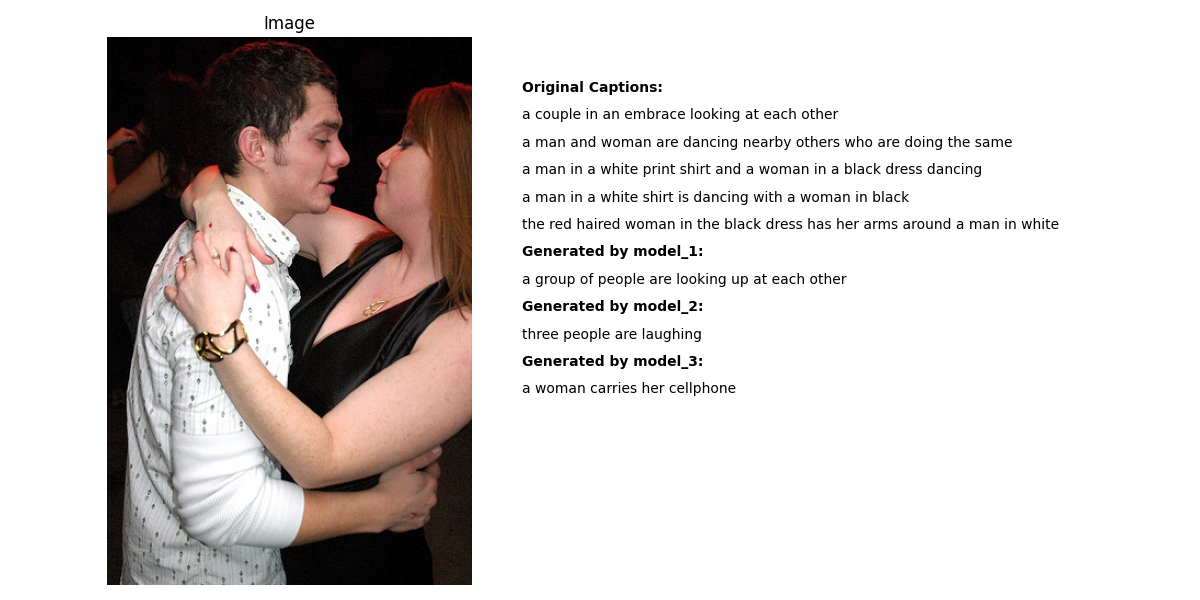 Image
Original Captions:
a couple in an embrace looking at each other
a man and woman are dancing nearby others who are doing the same
a man in a white print shirt and a woman in a black dress dancing
a man in a white shirt is dancing with a woman in black
the red haired woman in the black dress has her arms around a man in white
Generated by model_1:
a group of people are looking up at each other
Generated by model_2:
three people are laughing
Generated by model_3:
a woman carries her cellphone